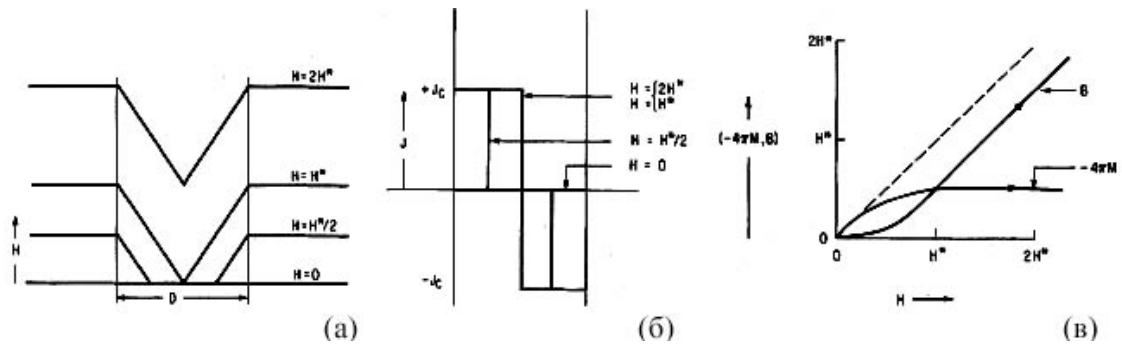 H=2H*
H=H*
H=H*/2
H=0
H
D
(а)
+Jc
J
-Jc
H = {2H*
H = {H*
H = H*/2
H = 0
(б)
(-4πM,B)
2H*
H*
0
B
-4πM
0
H*
2H*
H
(в)